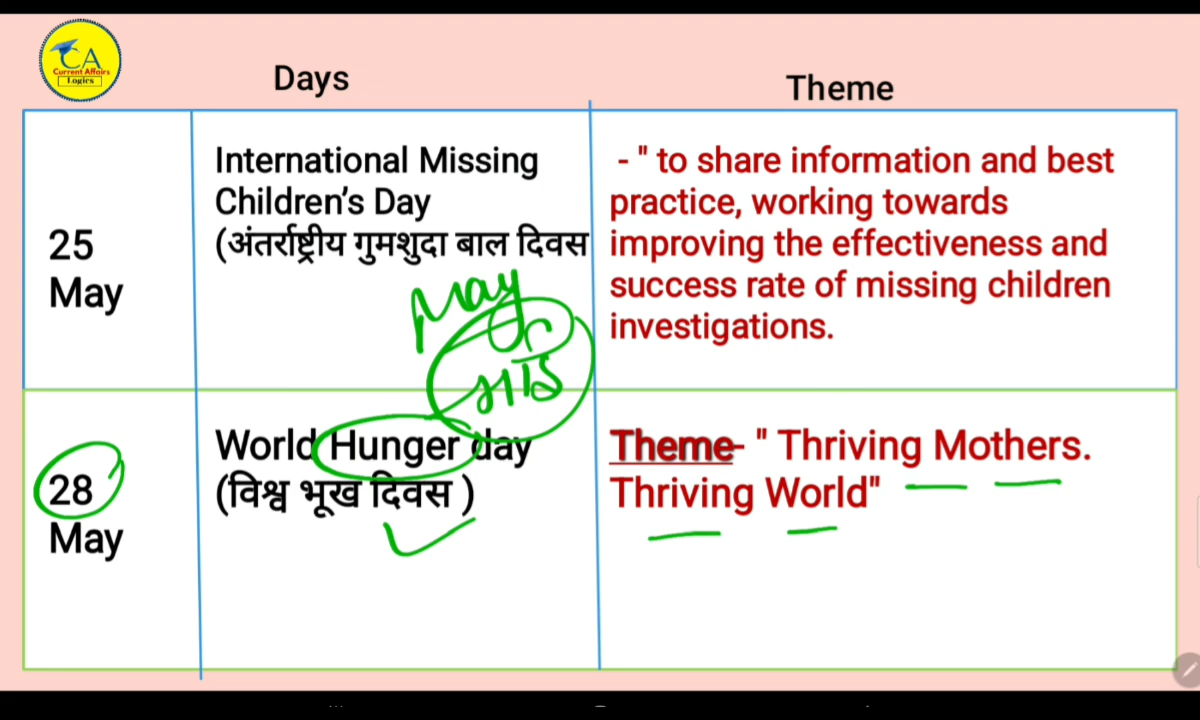 CA
Current Affairs
Logics
Days
Theme
25
May
International Missing
Children’s Day
(अंतर्राष्ट्रीय गुमशुदा बाल दिवस
- " to share information and best
practice, working towards
improving the effectiveness and
success rate of missing children
investigations.
May
28
May
World Hunger day
(विश्व भूख दिवस )
Theme- " Thriving Mothers.
Thriving World"